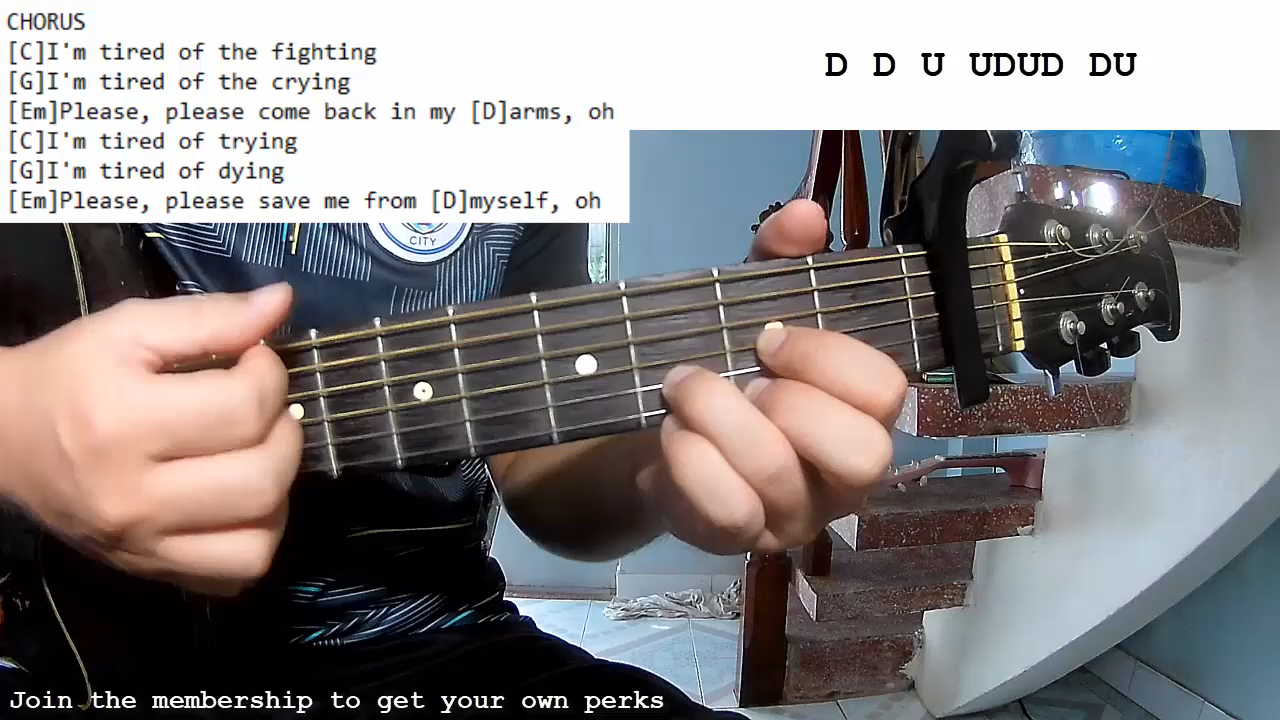 CHORUS
[C]I'm tired of the fighting
[G]I'm tired of the crying
[Em]Please, please come back in my [D]arms, oh
[C]I'm tired of trying
[G]I'm tired of dying
[Em]Please, please save me from [D]myself, oh
D D U UDUD DU
CITY
Join the membership to get your own perks